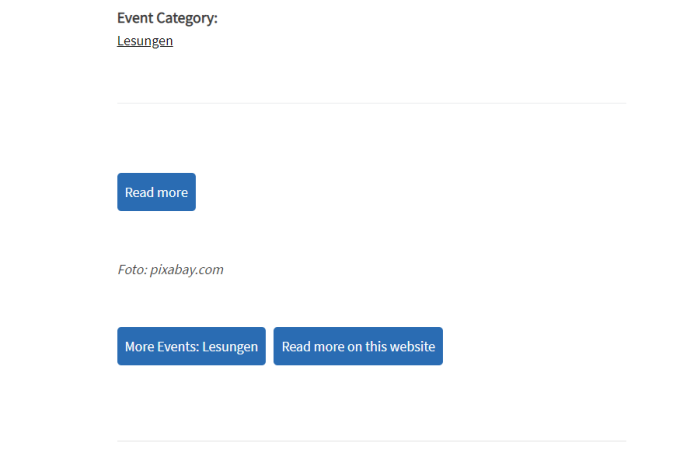 Event Category:
Lesungen
Read more
Foto: pixabay.com
More Events: Lesungen
Read more on this website